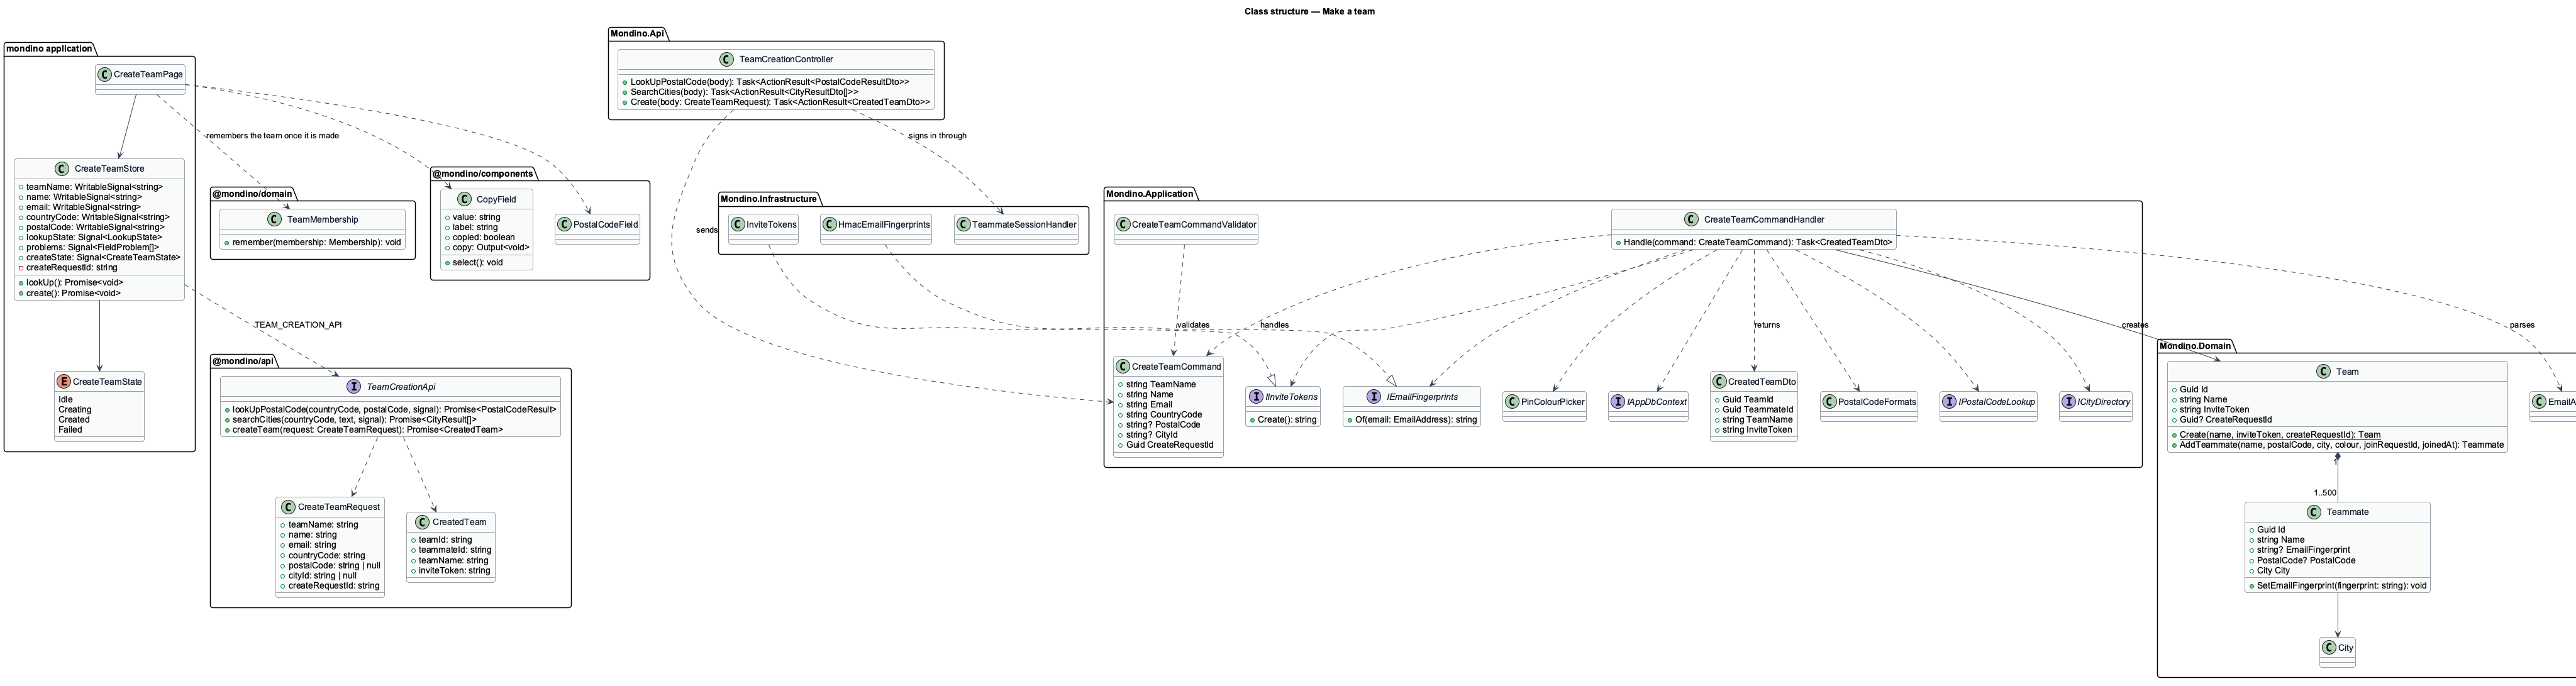 Class structure — Make a team
mondino application
CreateTeamPage
CreateTeamStore
teamName: WritableSignal<string>
name: WritableSignal<string>
email: WritableSignal<string>
countryCode: WritableSignal<string>
postalCode: WritableSignal<string>
lookupState: Signal<LookupState>
problems: Signal<FieldProblem[]>
createState: Signal<CreateTeamState>
createRequestId: string
lookUp(): Promise<void>
create(): Promise<void>
CreateTeamState
Idle
Creating
Created
Failed
remembers the team once it is made
@mondino/domain
TeamMembership
remember(membership: Membership): void
@mondino/components
CopyField
value: string
label: string
copied: boolean
copy: Output<void>
select(): void
PostalCodeField
TEAM_CREATION_API
@mondino/api
TeamCreationApi
lookUpPostalCode(countryCode, postalCode, signal): Promise<PostalCodeResult>
searchCities(countryCode, text, signal): Promise<CityResult[]>
createTeam(request: CreateTeamRequest): Promise<CreatedTeam>
CreateTeamRequest
teamName: string
name: string
email: string
countryCode: string
postalCode: string | null
cityId: string | null
createRequestId: string
CreatedTeam
teamId: string
teammateId: string
teamName: string
inviteToken: string
Mondino.Api
TeamCreationController
LookUpPostalCode(body): Task<ActionResult<PostalCodeResultDto>>
SearchCities(body): Task<ActionResult<CityResultDto[]>>
Create(body: CreateTeamRequest): Task<ActionResult<CreatedTeamDto>>
signs in through
sends
Mondino.Infrastructure
InviteTokens
HmacEmailFingerprints
TeammateSessionHandler
Mondino.Application
CreateTeamCommandValidator
CreateTeamCommandHandler
Handle(command: CreateTeamCommand): Task<CreatedTeamDto>
validates
handles
returns
creates
parses
CreateTeamCommand
string TeamName
string Name
string Email
string CountryCode
string? PostalCode
string? CityId
Guid CreateRequestId
IInviteTokens
Create(): string
IEmailFingerprints
Of(email: EmailAddress): string
PinColourPicker
IAppDbContext
CreatedTeamDto
Guid TeamId
Guid TeammateId
string TeamName
string InviteToken
PostalCodeFormats
IPostalCodeLookup
ICityDirectory
Mondino.Domain
Team
Guid Id
string Name
string InviteToken
Guid? CreateRequestId
Create(name, inviteToken, createRequestId): Team
AddTeammate(name, postalCode, city, colour, joinRequestId, joinedAt): Teammate
1
1..500
Teammate
Guid Id
string Name
string? EmailFingerprint
PostalCode? PostalCode
City City
SetEmailFingerprint(fingerprint: string): void
City